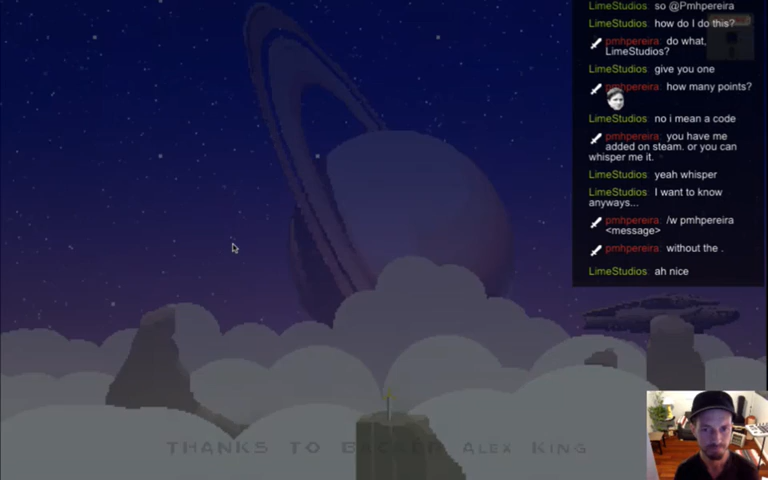 LimeStudios: so @Pmhpereira
LimeStudios: how do I do this?
pmhpereira: do what,
LimeStudios?
LimeStudios: give you one
pmhpereira: how many points?
LimeStudios: no i mean a code
pmhpereira: you have me
added on steam. or you can
whisper me it.
LimeStudios: yeah whisper
LimeStudios: I want to know
anyways...
pmhpereira: /w pmhpereira
<message>
pmhpereira: without the .
LimeStudios: ah nice
THANKS TO BACKER ALEX KING